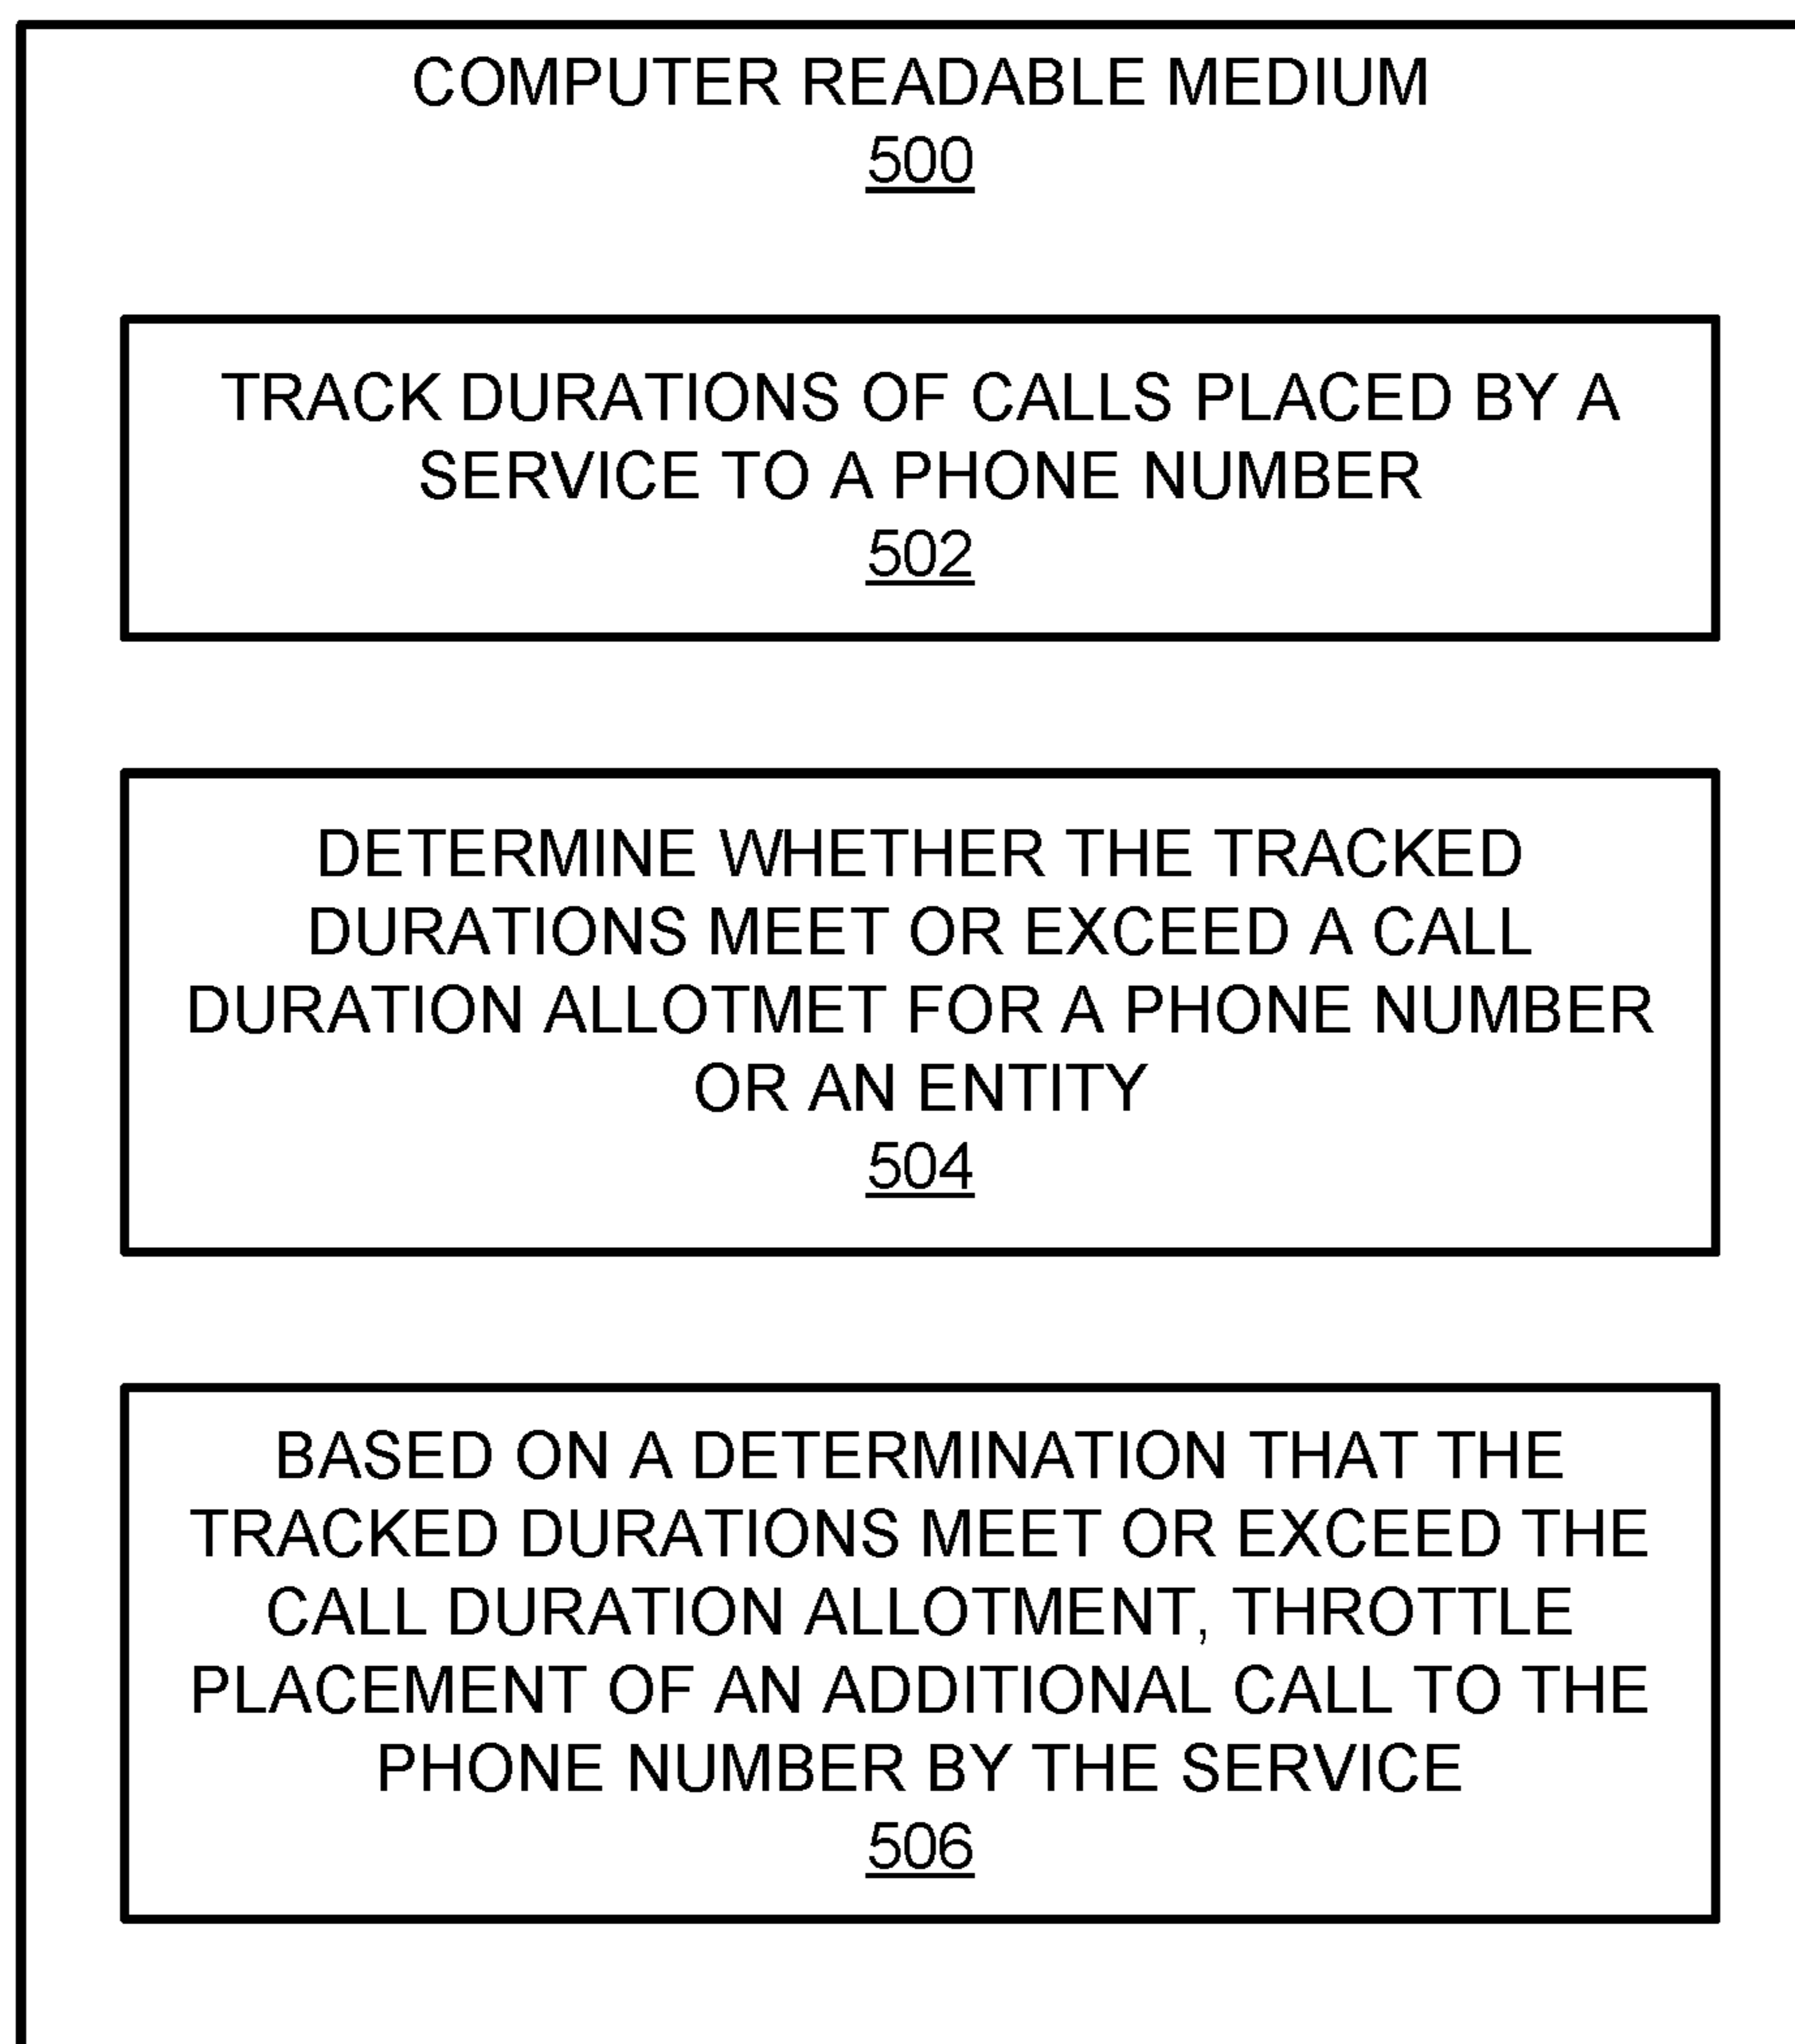 COMPUTER READABLE MEDIUM
500
TRACK DURATIONS OF CALLS PLACED BY A
SERVICE TO A PHONE NUMBER
502
DETERMINE WHETHER THE TRACKED
DURATIONS MEET OR EXCEED A CALL
DURATION ALLOTMET FOR A PHONE NUMBER
OR AN ENTITY
504
BASED ON A DETERMINATION THAT THE
TRACKED DURATIONS MEET OR EXCEED THE
CALL DURATION ALLOTMENT, THROTTLE
PLACEMENT OF AN ADDITIONAL CALL TO THE
PHONE NUMBER BY THE SERVICE
506